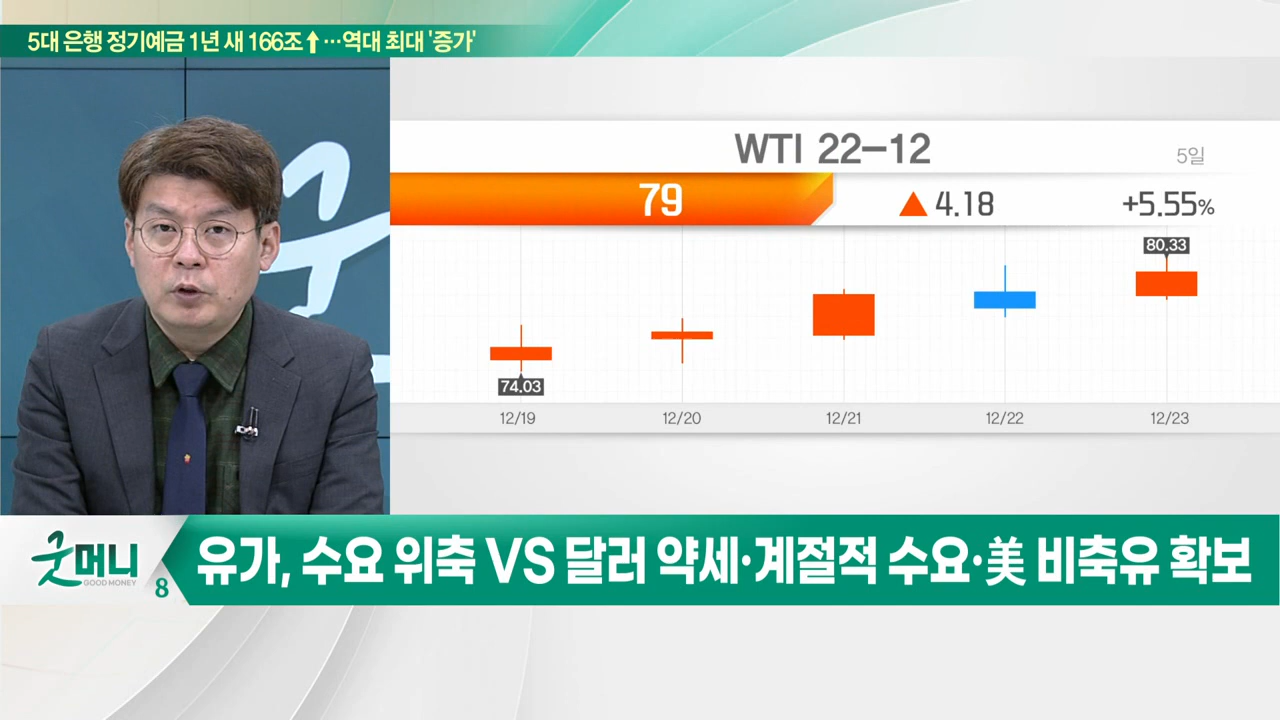 5대 은행 정기예금 1년 새 166조↑…역대 최대 '증가'
WTI 22-12
5일
79
▲ 4.18
+5.55%
80.33
74.03
12/19
12/20
12/21
12/22
12/23
굿머니
GOOD MONEY
8
유가, 수요 위축 VS 달러 약세·계절적 수요·美 비축유 확보